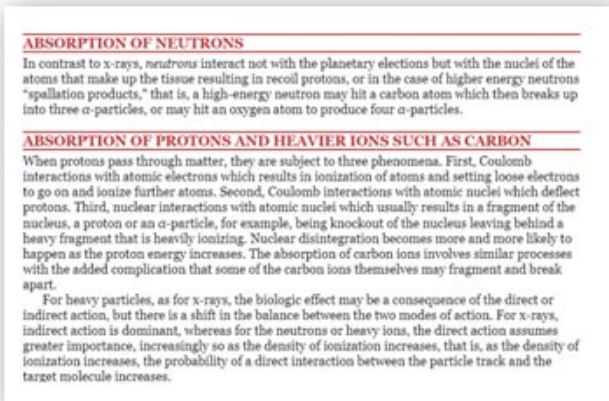 ABSORPTION OF NEUTRONS
In contrast to x-rays, neutrons interact not with the planetary elections but with the nuclei of the
atoms that make up the tissue resulting in recoil protons, or in the case of higher energy neutrons
“spallation products,” that is, a high-energy neutron may hit a carbon atom which then breaks up
into three α-particles, or may hit an oxygen atom to produce four α-particles.
ABSORPTION OF PROTONS AND HEAVIER IONS SUCH AS CARBON
When protons pass through matter, they are subject to three phenomena. First, Coulomb
interactions with atomic electrons which results in ionization of atoms and setting loose electrons
to go on and ionize further atoms. Second, Coulomb interactions with atomic nuclei which deflect
protons. Third, nuclear interactions with atomic nuclei which usually results in a fragment of the
nucleus, a proton or an α-particle, for example, being knockout of the nucleus leaving behind a
heavy fragment that is heavily ionizing. Nuclear disintegration becomes more and more likely to
happen as the proton energy increases. The absorption of carbon ions involves similar processes
with the added complication that some of the carbon ions themselves may fragment and break
apart.
For heavy particles, as for x-rays, the biologic effect may be a consequence of the direct or
indirect action, but there is a shift in the balance between the two modes of action. For x-rays,
indirect action is dominant, whereas for the neutrons or heavy ions, the direct action assumes
greater importance, increasingly so as the density of ionization increases, that is, as the density of
ionization increases, the probability of a direct interaction between the particle track and the
target molecule increases.